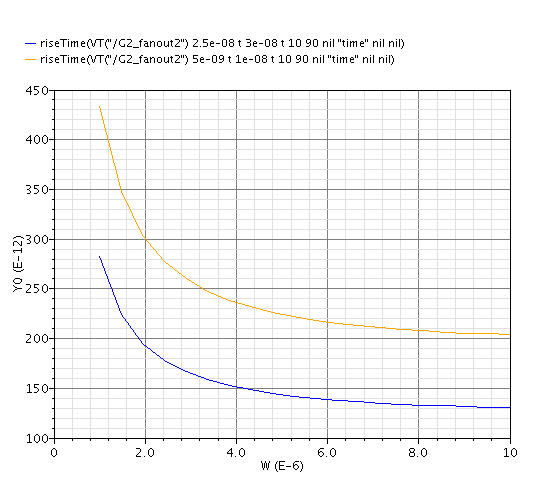 riseTime(VT("/G2_fanout2") 2.5e-08 t 3e-08 t 10 90 nil "time" nil nil)
riseTime(VT("/G2_fanout2") 5e-09 t 1e-08 t 10 90 nil "time" nil nil)
450
400
350
300
250
200
150
100
Y0 (E-12)
0 2.0 4.0 6.0 8.0 10
W (E-6)